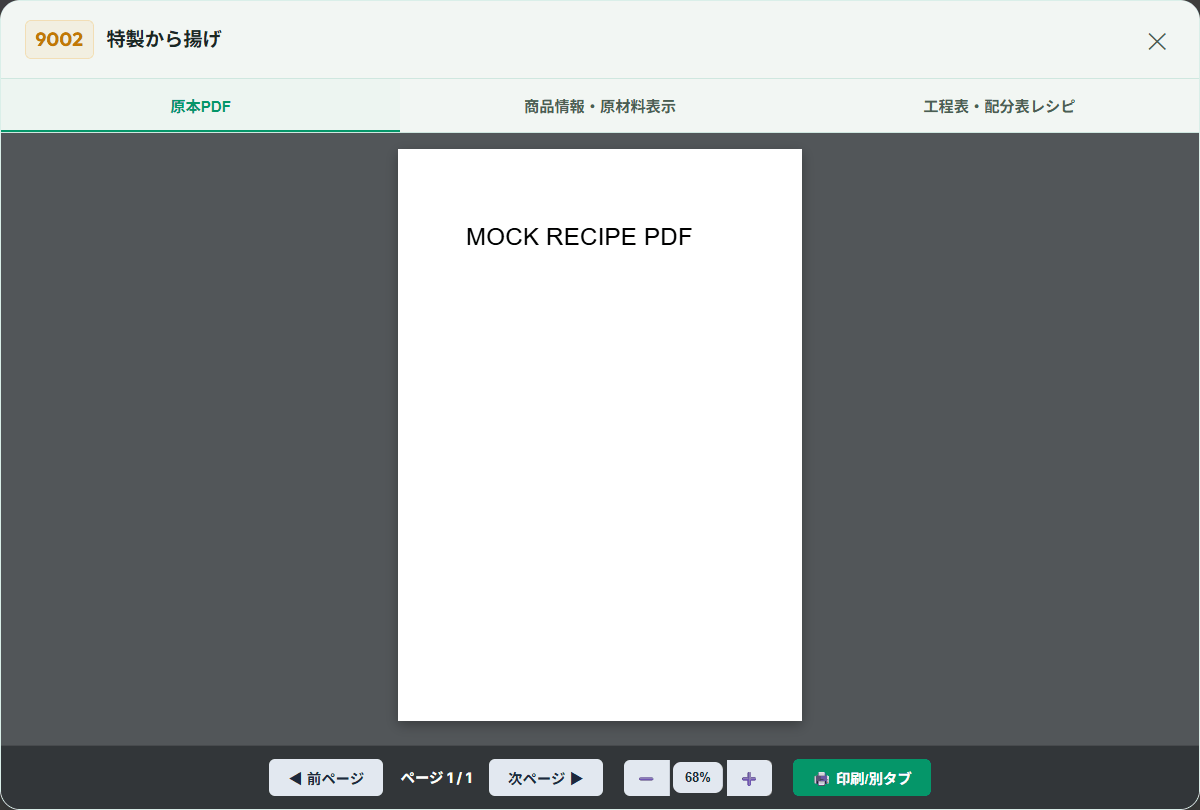 9002 特製から揚げ
原本PDF 商品情報・原材料表示 工程表・配分表レシピ
MOCK RECIPE PDF
◀ 前ページ ページ 1 / 1 次ページ ▶ 68% 印刷/別タブ